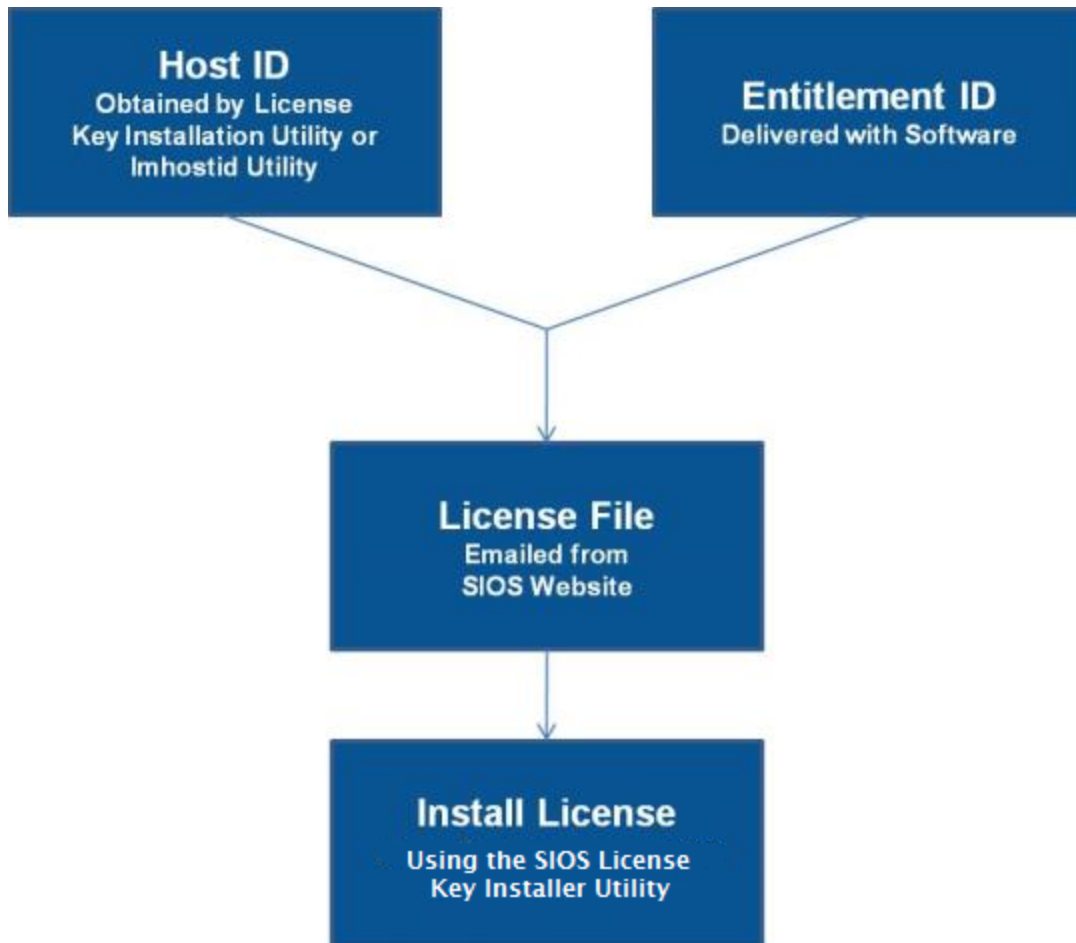 Host ID
Obtained by License
Key Installation Utility or
lmhostid Utility
Entitlement ID
Delivered with Software
License File
Emailed from
SIOS Website
Install License
Using the SIOS License
Key Installer Utility